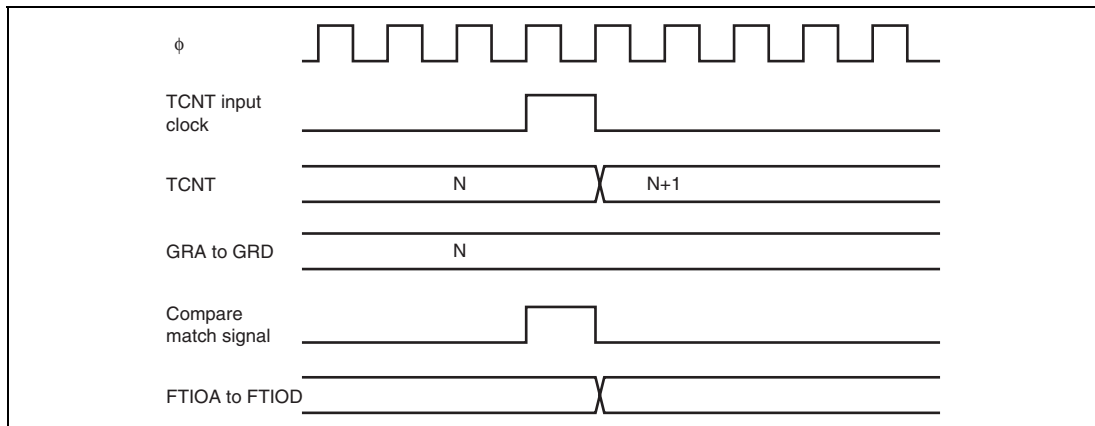 ϕ
TCNT input
clock
TCNT
N
N+1
GRA to GRD
N
Compare
match signal
FTIOA to FTIOD